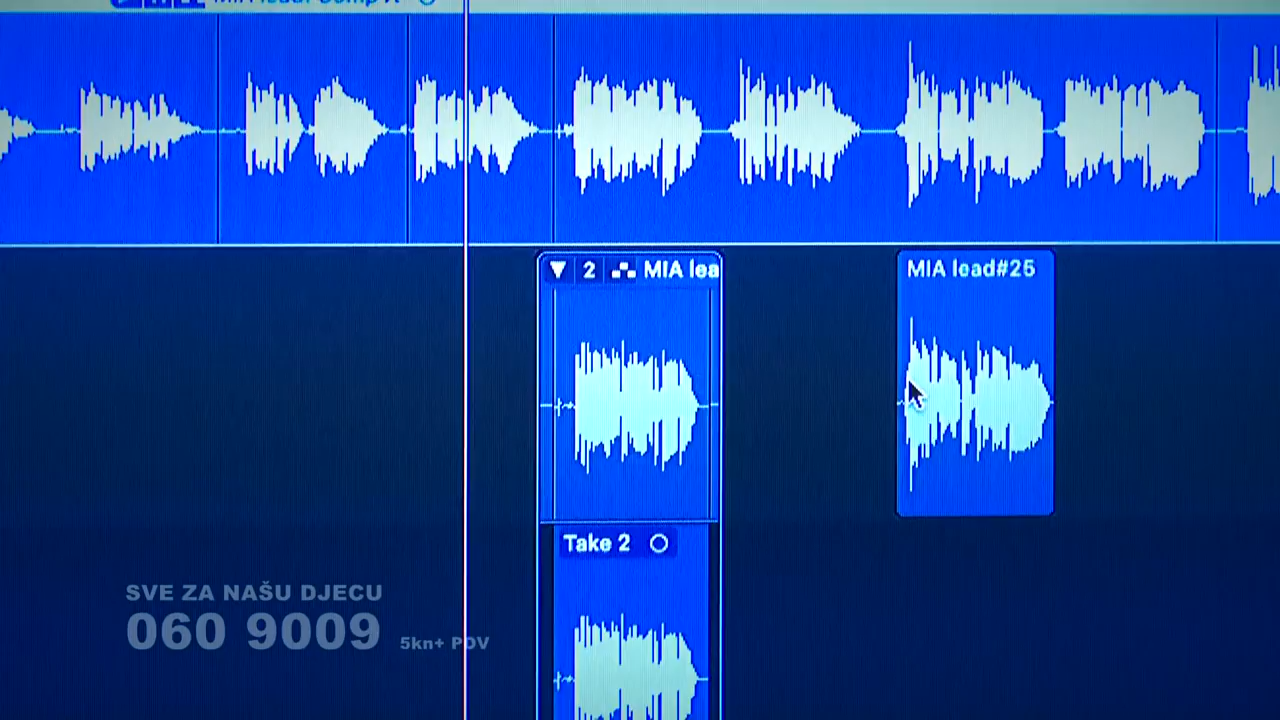 2 MIA lea
MIA lead#25
Take 2
SVE ZA NAŠU DJECU
060 9009 5kn+ PDV